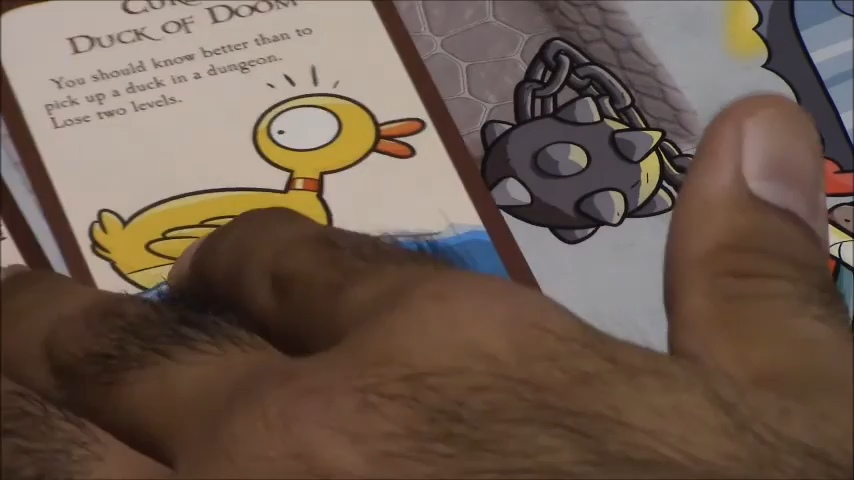 DUCK OF DOOM
You should know better than to
pick up a duck in a dungeon.
Lose two levels.